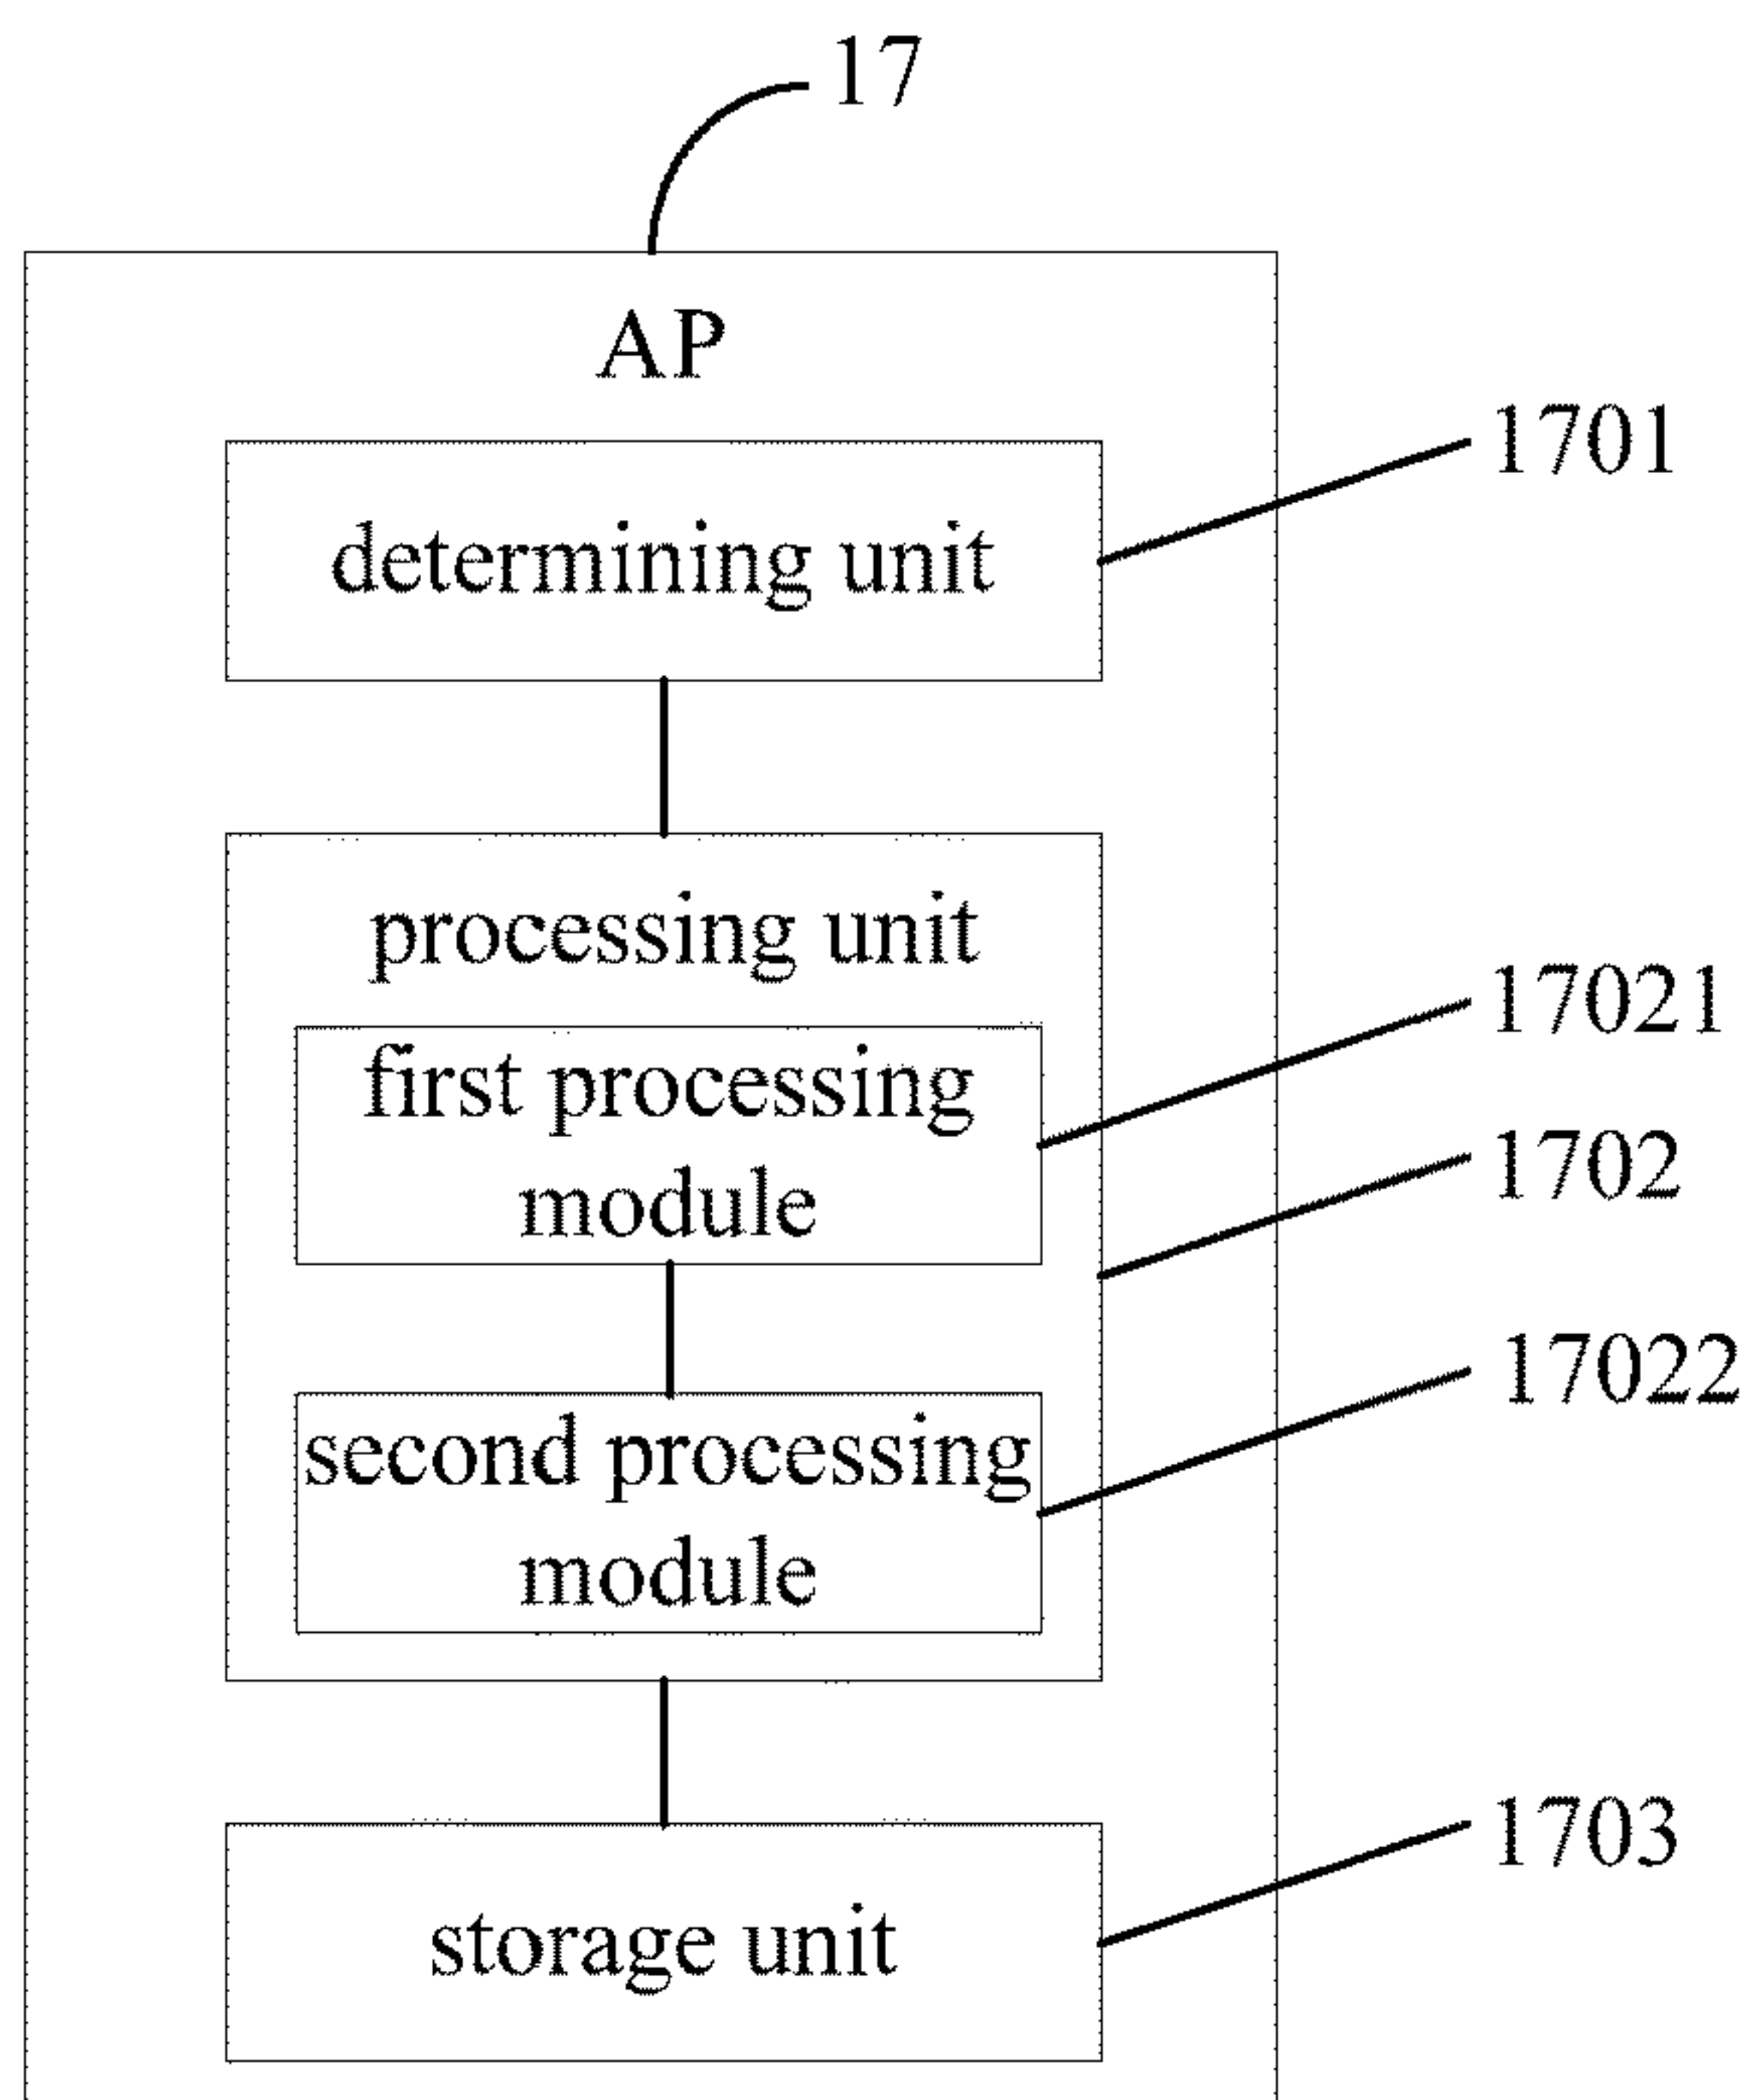 17
AP
1701
determining unit
processing unit
17021
first processing
module
1702
17022
second processing
module
1703
storage unit